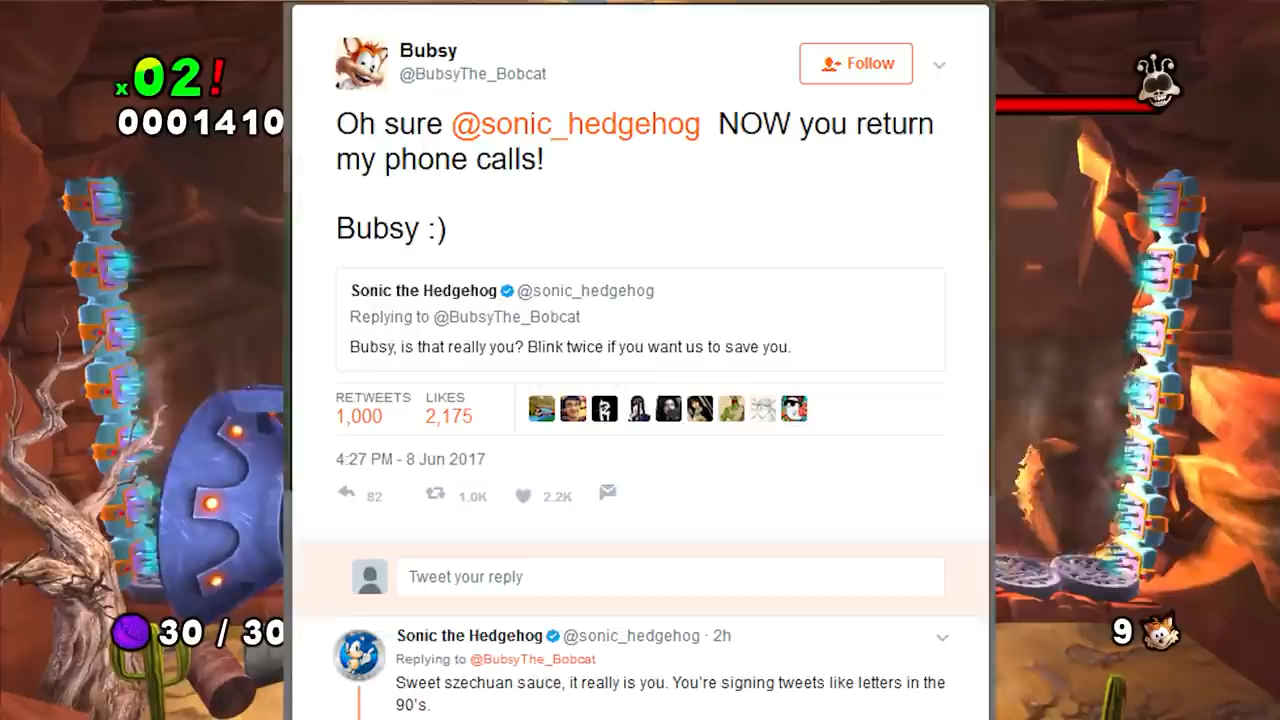 x02!
0001410
Bubsy
@BubsyThe_Bobcat
Follow
Oh sure @sonic_hedgehog NOW you return
my phone calls!
Bubsy :)
Sonic the Hedgehog @sonic_hedgehog
Replying to @BubsyThe_Bobcat
Bubsy, is that really you? Blink twice if you want us to save you.
RETWEETS LIKES
1,000 2,175
4:27 PM - 8 Jun 2017
82 1.0K 2.2K
Tweet your reply
30 / 30
9
Sonic the Hedgehog @sonic_hedgehog · 2h
Replying to @BubsyThe_Bobcat
Sweet szechuan sauce, it really is you. You're signing tweets like letters in the
90's.